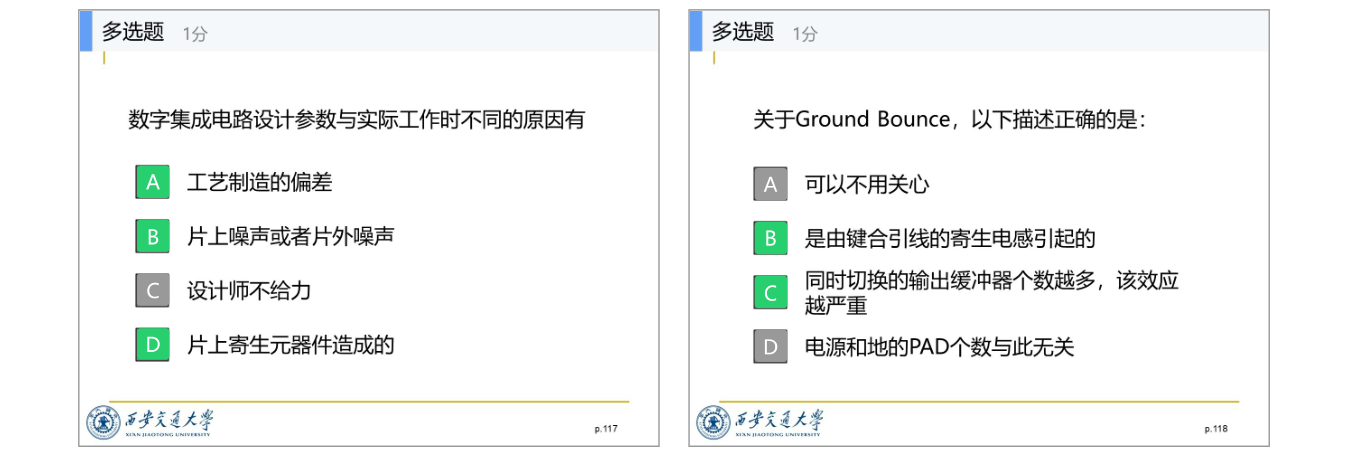 多选题 1分
数字集成电路设计参数与实际工作时不同的原因有
A 工艺制造的偏差
B 片上噪声或者片外噪声
C 设计师不给力
D 片上寄生元器件造成的
西安交通大学
XI'AN JIAOTONG UNIVERSITY
p.117
多选题 1分
关于Ground Bounce，以下描述正确的是：
A 可以不用关心
B 是由键合引线的寄生电感引起的
C 同时切换的输出缓冲器个数越多，该效应
越严重
D 电源和地的PAD个数与此无关
西安交通大学
XI'AN JIAOTONG UNIVERSITY
p.118